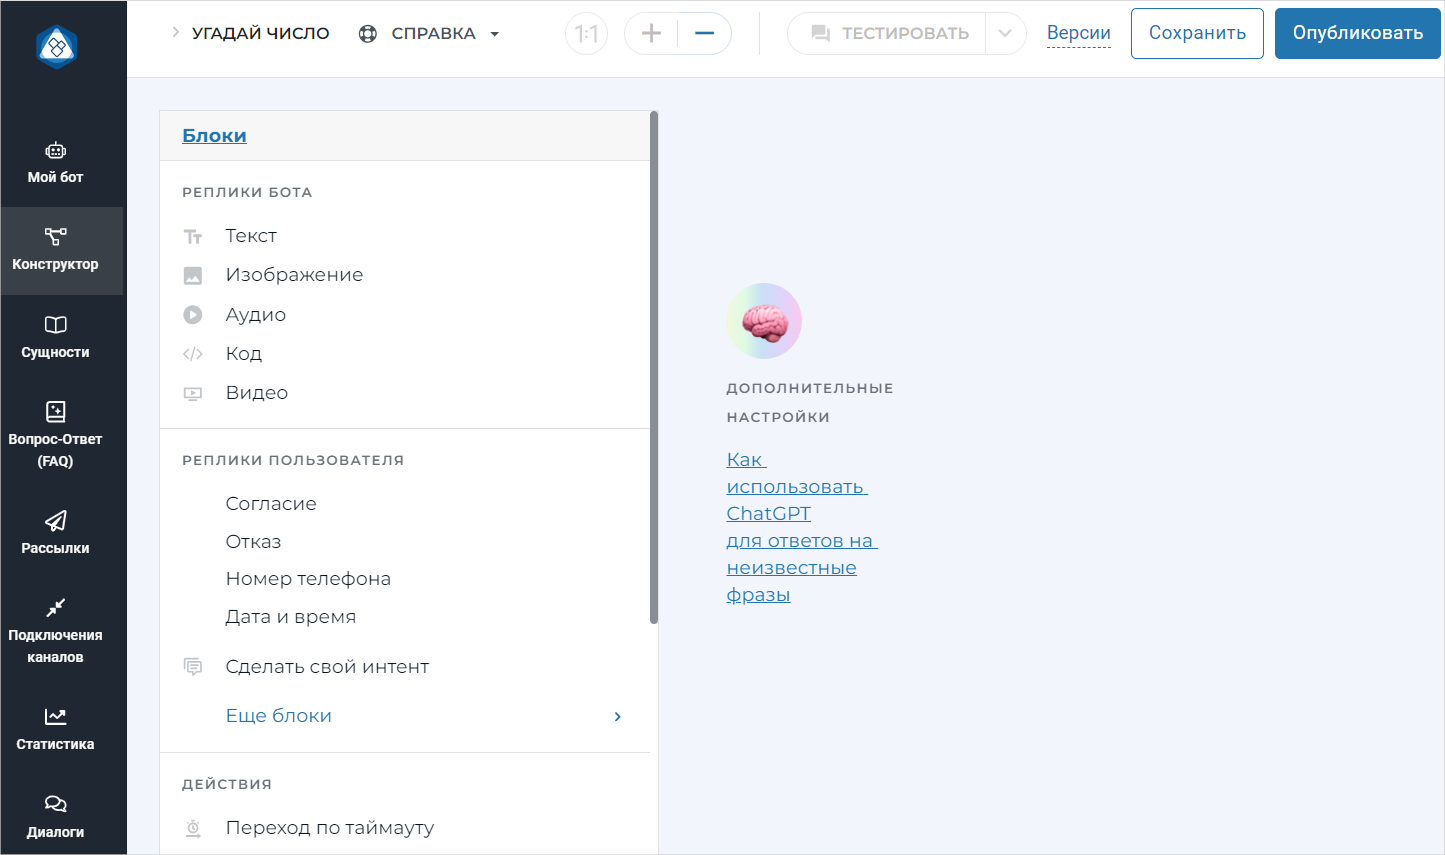 УГАДАЙ ЧИСЛО
СПРАВКА
1:1
ТЕСТИРОВАТЬ
Версии
Сохранить
Опубликовать
Мой бот
Конструктор
Сущности
Вопрос-Ответ
(FAQ)
Рассылки
Подключения
каналов
Статистика
Диалоги
Блоки
РЕПЛИКИ БОТА
Текст
Изображение
Аудио
Код
Видео
РЕПЛИКИ ПОЛЬЗОВАТЕЛЯ
Согласие
Отказ
Номер телефона
Дата и время
Сделать свой интент
Еще блоки
ДЕЙСТВИЯ
Переход по таймауту
ДОПОЛНИТЕЛЬНЫЕ
НАСТРОЙКИ
Как
использовать
ChatGPT
для ответов на
неизвестные
фразы